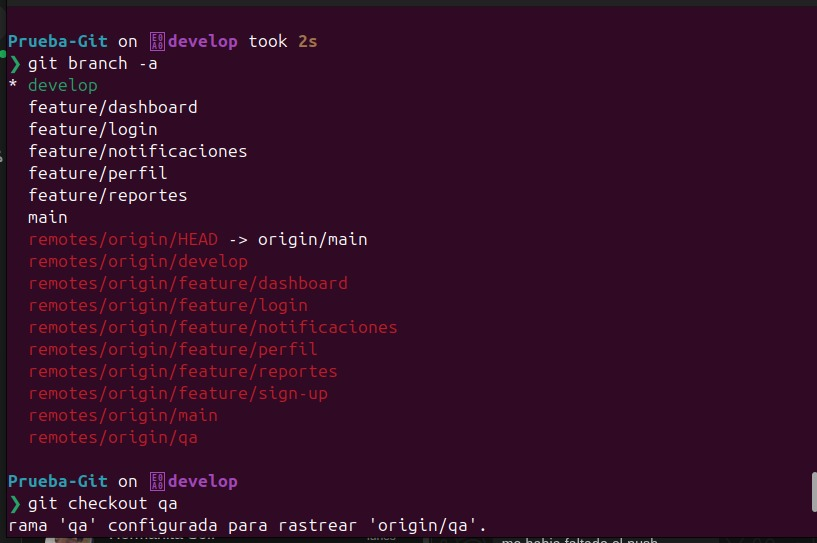 Prueba-Git on develop took 2s
❯ git branch -a
* develop
feature/dashboard
feature/login
feature/notificaciones
feature/perfil
feature/reportes
main
remotes/origin/HEAD -> origin/main
remotes/origin/develop
remotes/origin/feature/dashboard
remotes/origin/feature/login
remotes/origin/feature/notificaciones
remotes/origin/feature/perfil
remotes/origin/feature/reportes
remotes/origin/feature/sign-up
remotes/origin/main
remotes/origin/qa
Prueba-Git on develop
❯ git checkout qa
rama 'qa' configurada para rastrear 'origin/qa'.